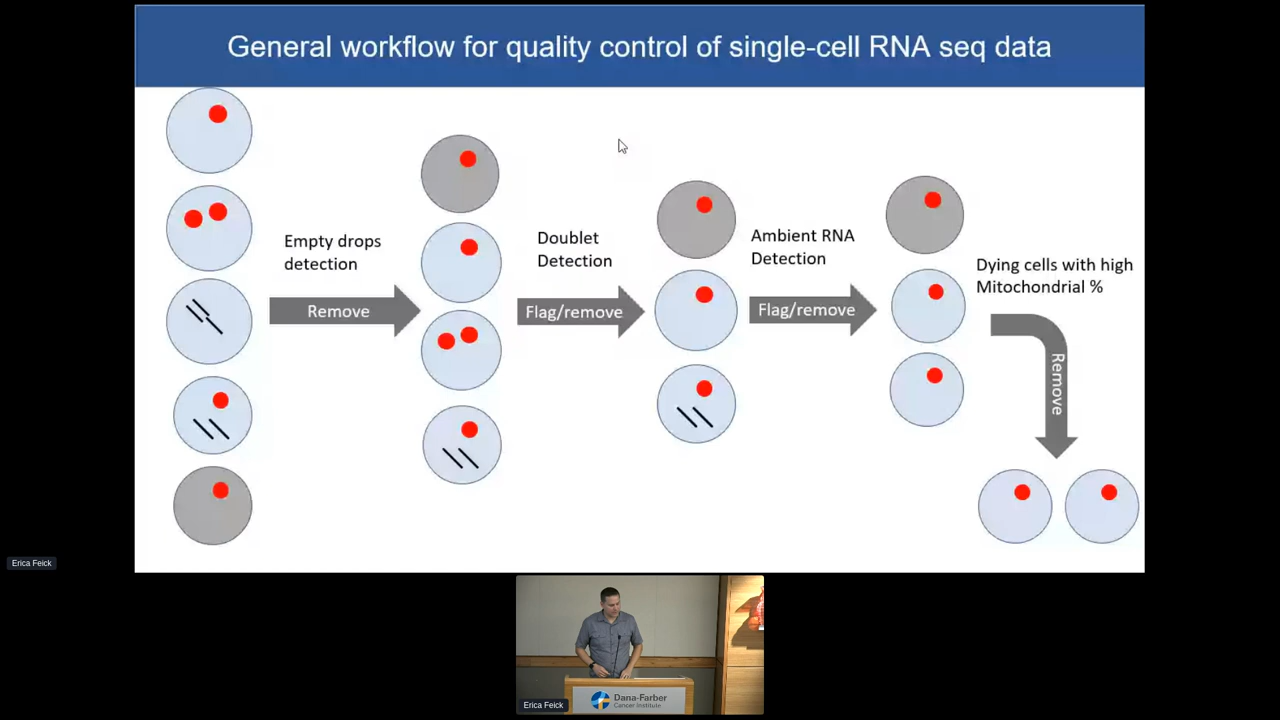 General workflow for quality control of single-cell RNA seq data
Empty drops
detection
Remove
Doublet
Detection
Flag/remove
Ambient RNA
Detection
Flag/remove
Dying cells with high
Mitochondrial %
Remove
Erica Feick
Erica Feick
Dana-Farber
Cancer Institute